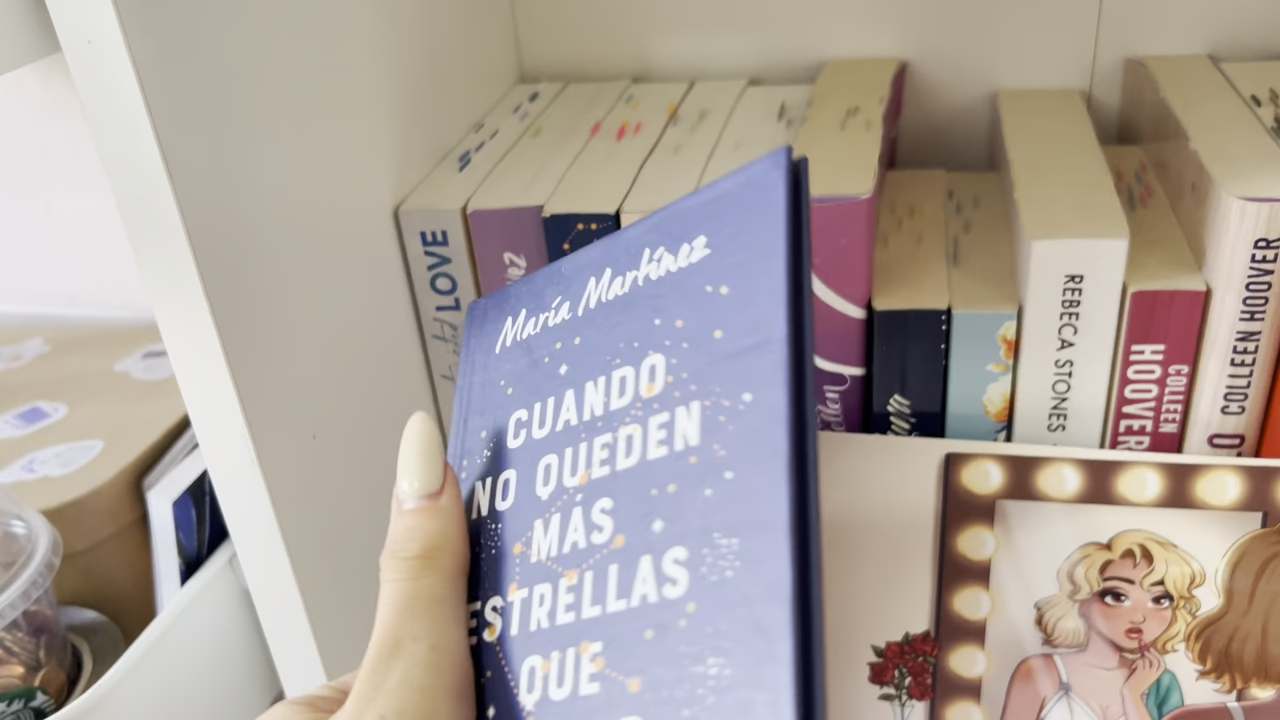 María Martínez
CUANDO
NO QUEDEN
MÁS
ESTRELLAS
QUE
LOVE
REBECA STONES
COLLEEN
HOOVER
COLLEEN HOOVER